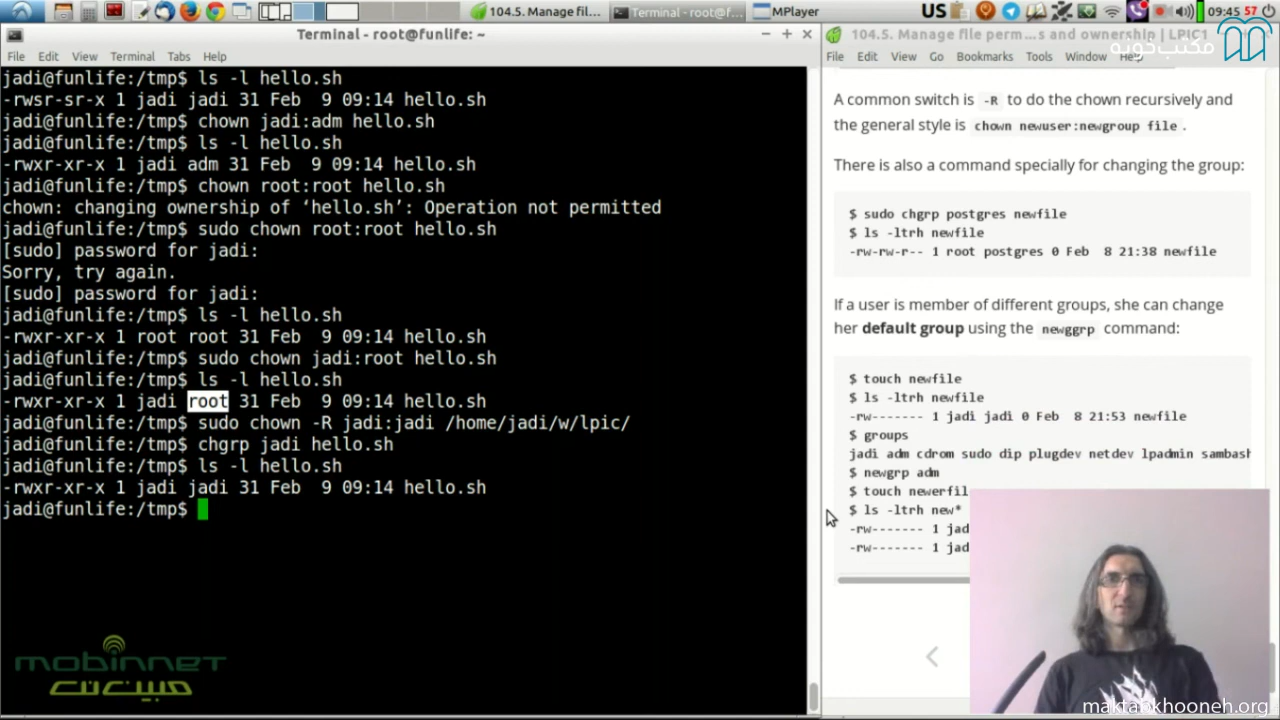 104.5. Manage fil...
Terminal - root@f...
MPlayer
US
09:45 57
Terminal - root@funlife: ~
File Edit View Terminal Tabs Help
jadi@funlife:/tmp$ ls -l hello.sh
-rwsr-sr-x 1 jadi jadi 31 Feb  9 09:14 hello.sh
jadi@funlife:/tmp$ chown jadi:adm hello.sh
jadi@funlife:/tmp$ ls -l hello.sh
-rwxr-xr-x 1 jadi adm 31 Feb  9 09:14 hello.sh
jadi@funlife:/tmp$ chown root:root hello.sh
chown: changing ownership of ‘hello.sh’: Operation not permitted
jadi@funlife:/tmp$ sudo chown root:root hello.sh
[sudo] password for jadi:
Sorry, try again.
[sudo] password for jadi:
jadi@funlife:/tmp$ ls -l hello.sh
-rwxr-xr-x 1 root root 31 Feb  9 09:14 hello.sh
jadi@funlife:/tmp$ sudo chown jadi:root hello.sh
jadi@funlife:/tmp$ ls -l hello.sh
-rwxr-xr-x 1 jadi root 31 Feb  9 09:14 hello.sh
jadi@funlife:/tmp$ sudo chown -R jadi:jadi /home/jadi/w/lpic/
jadi@funlife:/tmp$ chgrp jadi hello.sh
jadi@funlife:/tmp$ ls -l hello.sh
-rwxr-xr-x 1 jadi jadi 31 Feb  9 09:14 hello.sh
jadi@funlife:/tmp$
mobinnet
مبین نت
104.5. Manage file perm...s and ownership | LPIC1
مکتب‌خونه
File Edit View Go Bookmarks Tools Window Help
A common switch is -R to do the chown recursively and
the general style is chown newuser:newgroup file .
There is also a command specially for changing the group:
$ sudo chgrp postgres newfile
$ ls -ltrh newfile
-rw-rw-r-- 1 root postgres 0 Feb  8 21:38 newfile
If a user is member of different groups, she can change
her default group using the newggrp command:
$ touch newfile
$ ls -ltrh newfile
-rw------- 1 jadi jadi 0 Feb  8 21:53 newfile
$ groups
jadi adm cdrom sudo dip plugdev netdev lpadmin sambash
$ newgrp adm
$ touch newerfil
$ ls -ltrh new*
-rw------- 1 jad
-rw------- 1 jad
maktabkhooneh.org